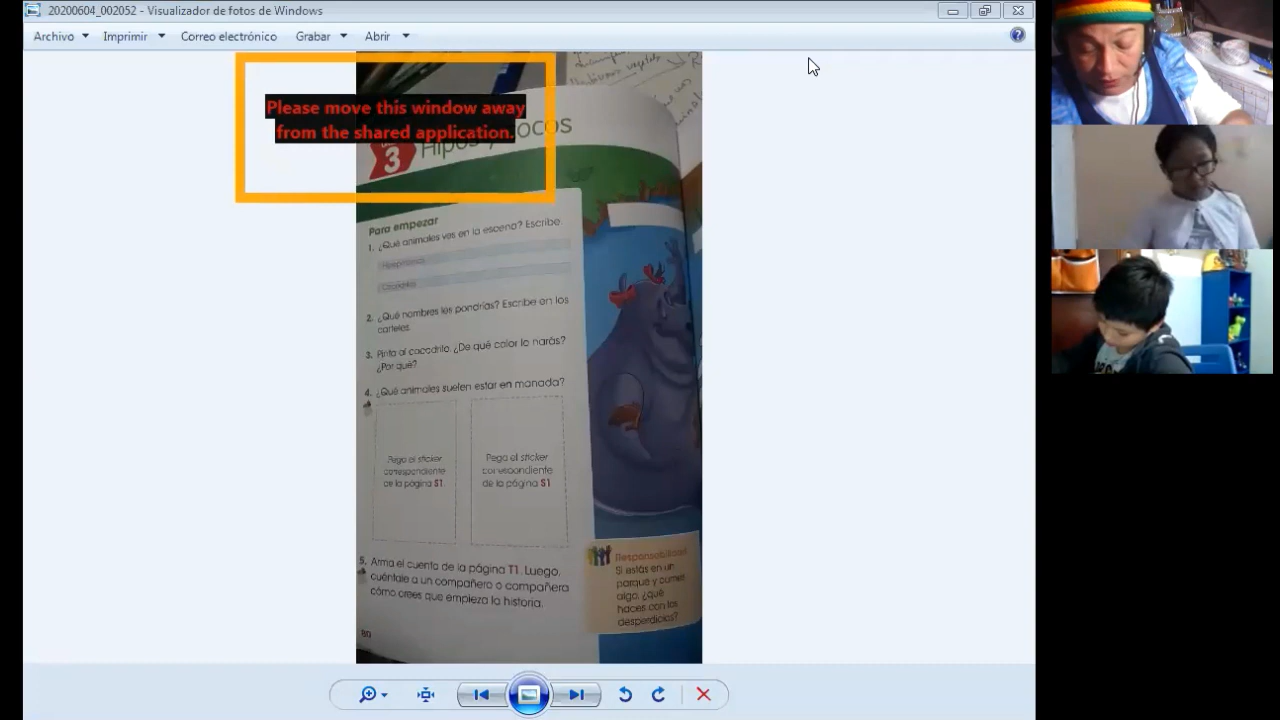 20200604_002052 - Visualizador de fotos de Windows
Archivo Imprimir Correo electrónico Grabar Abrir
Please move this window away
from the shared application.
3
Para empezar
1. ¿Qué animales ves en la escena? Escribe.
2. ¿Qué nombres les pondrías? Escribe en los
carteles.
3. Pinta al cocodrilo. ¿De qué color lo harás?
¿Por qué?
4. ¿Qué animales suelen estar en manada?
Pega el sticker
correspondiente
de la página S1
Pega el sticker
correspondiente
de la página S1
5. Arma el cuento de la página T1. Luego,
cuéntale a un compañero o compañera
cómo crees que empieza la historia.
Responsabilidad
Si estás en un
parque y comes
algo, ¿qué
haces con los
desperdicios?
80